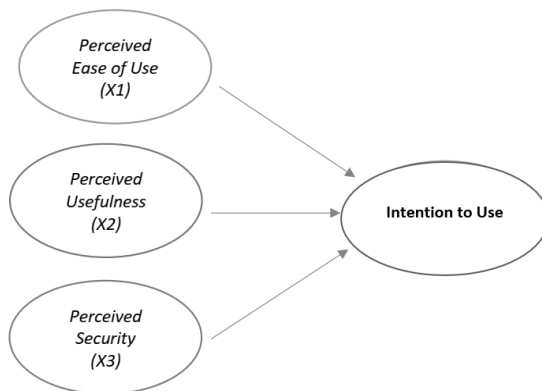 Perceived
Ease of Use
(X1)
Perceived
Usefulness
(X2)
Intention to Use
Perceived
Security
(X3)